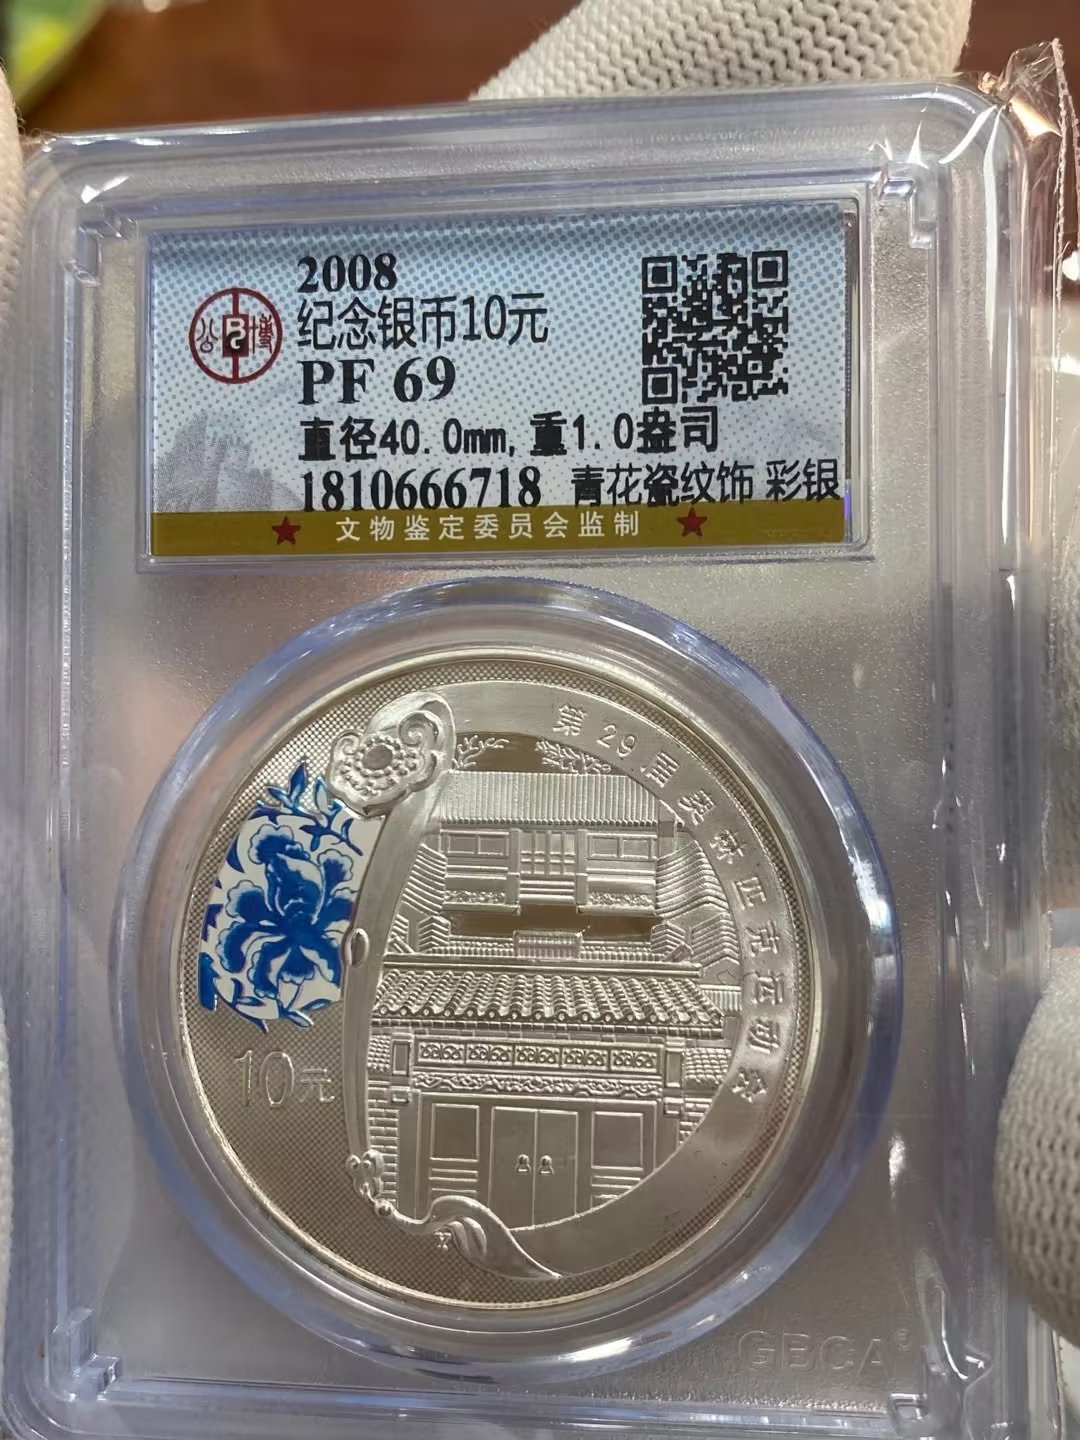 2008
纪念银币10元
PF 69
直径40.0mm,重1.0盎司
1810666718 青花瓷纹饰 彩银
文物鉴定委员会监制
公 BC 博
第29届奥林匹克运动会
10元
Y
GBCA